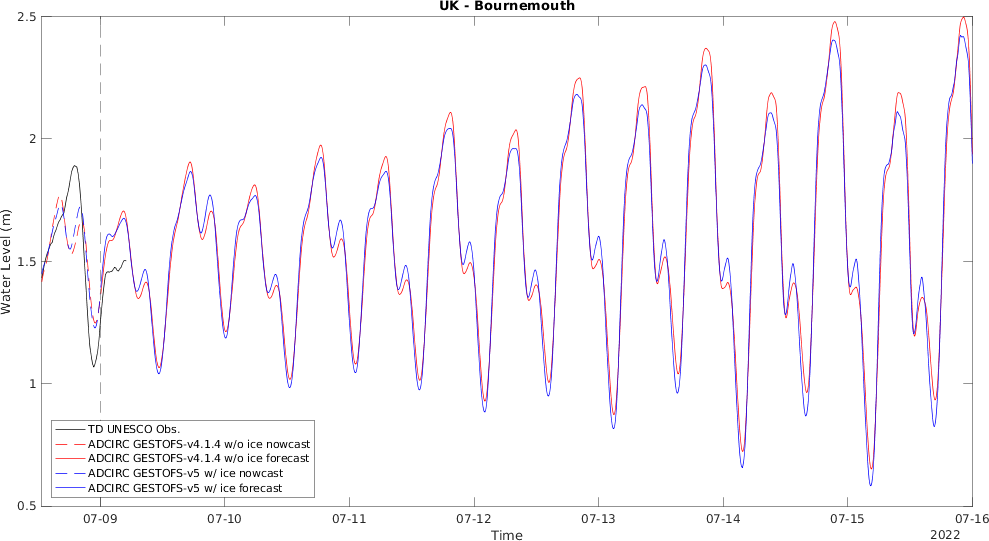 UK - Bournemouth
2.5
2
1.5
1
0.5
Water Level (m)
TD UNESCO Obs.
ADCIRC GESTOFS-v4.1.4 w/o ice nowcast
ADCIRC GESTOFS-v4.1.4 w/o ice forecast
ADCIRC GESTOFS-v5 w/ ice nowcast
ADCIRC GESTOFS-v5 w/ ice forecast
07-09 07-10 07-11 07-12 07-13 07-14 07-15 07-16
Time
2022